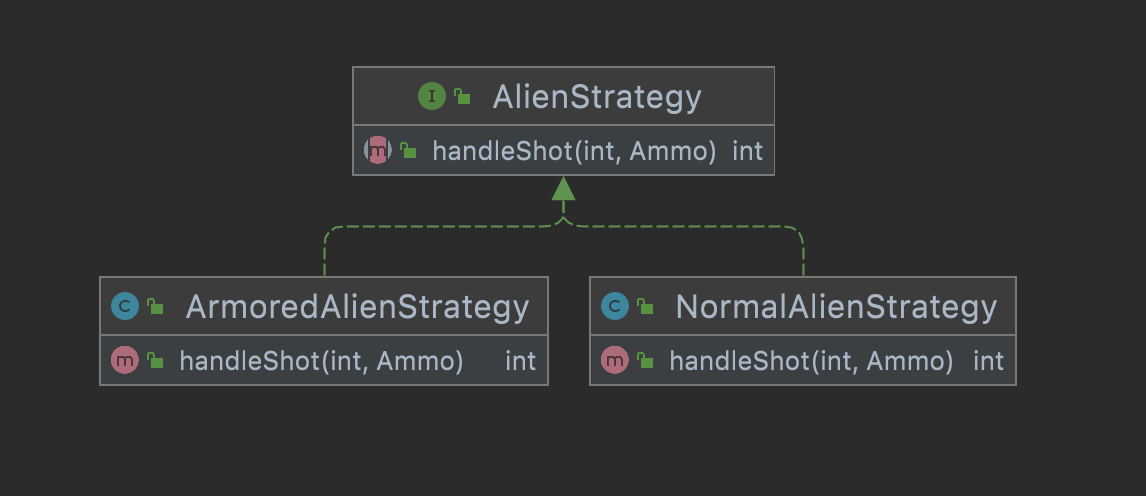 I AlienStrategy
m handleShot(int, Ammo) int
C ArmoredAlienStrategy
m handleShot(int, Ammo) int
C NormalAlienStrategy
m handleShot(int, Ammo) int